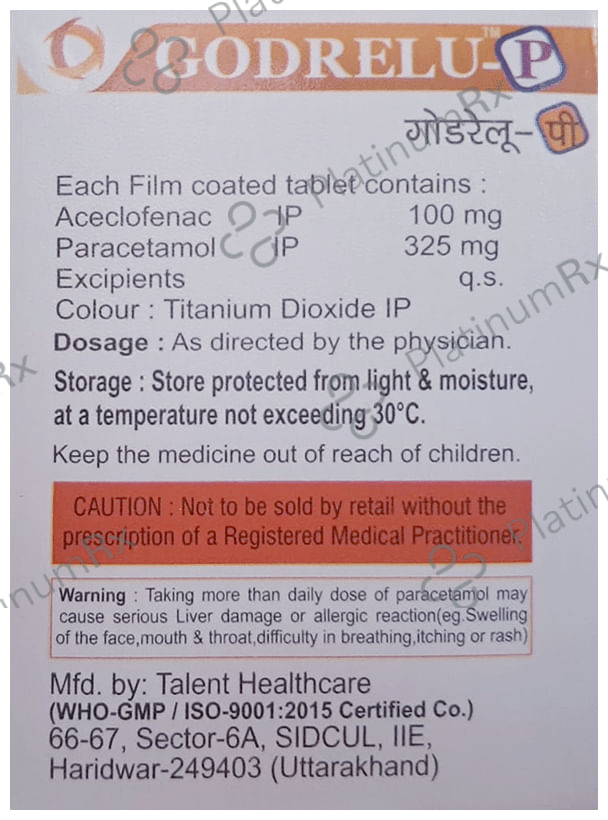 GODRELU-P™
गोडरेलू-पी
Each Film coated tablet contains :
Aceclofenac IP 100 mg
Paracetamol IP 325 mg
Excipients q.s.
Colour : Titanium Dioxide IP
Dosage : As directed by the physician.
Storage : Store protected from light & moisture,
at a temperature not exceeding 30°C.
Keep the medicine out of reach of children.
CAUTION : Not to be sold by retail without the
prescription of a Registered Medical Practitioner.
Warning : Taking more than daily dose of paracetamol may
cause serious Liver damage or allergic reaction(eg.Swelling
of the face,mouth & throat,difficulty in breathing,itching or rash)
Mfd. by: Talent Healthcare
(WHO-GMP / ISO-9001:2015 Certified Co.)
66-67, Sector-6A, SIDCUL, IIE,
Haridwar-249403 (Uttarakhand)
PlatinumRx
PlatinumRx
PlatinumRx